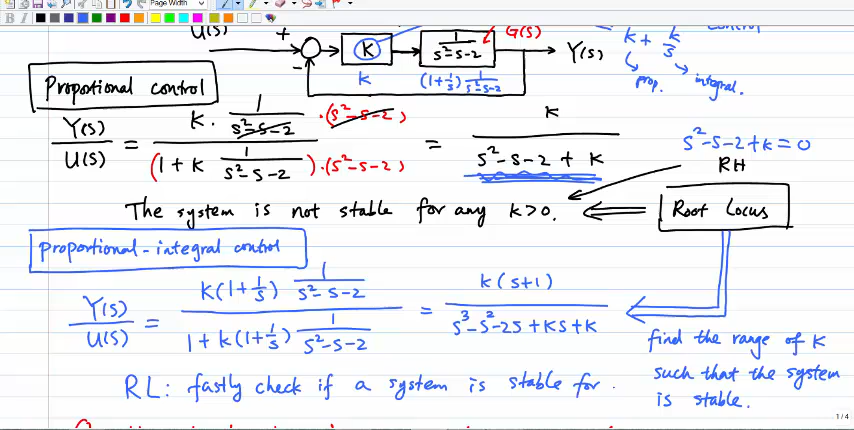 Page Width
U(s) + K 1/(s²-s-2) G(s) Y(s)
−
k (1+1/s) 1/(s²-s-2)
control
k + k/s
prop. integral.
Proportional control
Y(s)/U(s) = (k · 1/(s²-s-2) · (s²-s-2)) / ((1 + k 1/(s²-s-2)) · (s²-s-2)) = k / (s²-s-2 + k)
s²-s-2+k=0
RH
The system is not stable for any k>0.
Root Locus
Proportional-integral control
Y(s)/U(s) = (k(1+1/s) 1/(s²-s-2)) / (1+k(1+1/s) 1/(s²-s-2)) = k(s+1) / (s³-s²-2s+ks+k)
find the range of k
such that the system
is stable.
RL: fastly check if a system is stable for
1/4